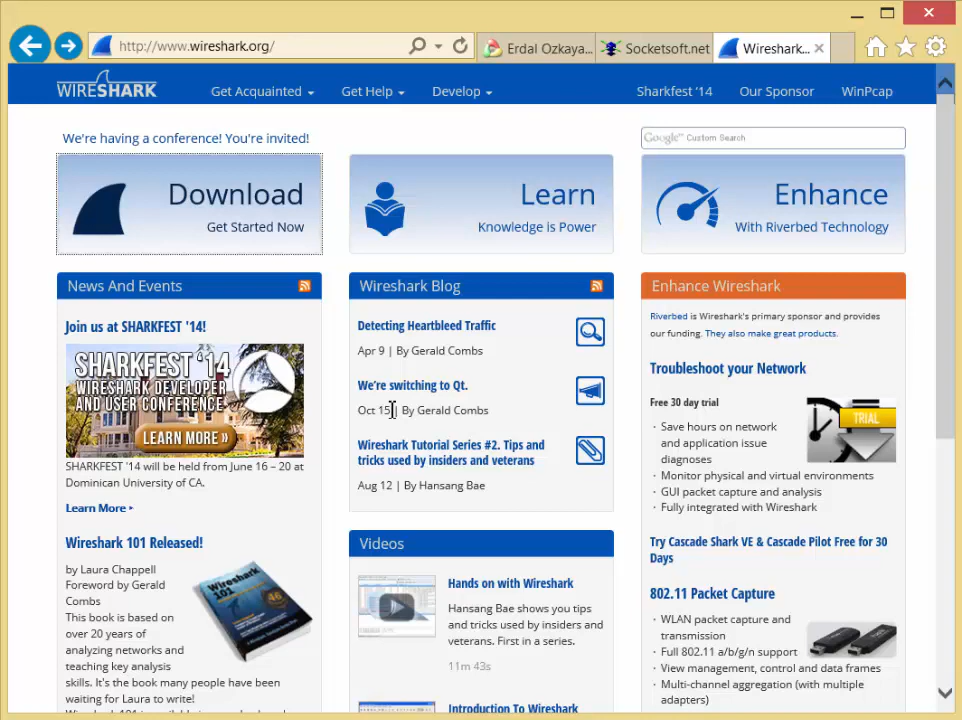 http://www.wireshark.org/
Erdal Ozkaya...
Socketsoft.net
Wireshark...
WIRESHARK
Get Acquainted
Get Help
Develop
Sharkfest '14
Our Sponsor
WinPcap
We're having a conference! You're invited!
Google™ Custom Search
Download
Get Started Now
Learn
Knowledge is Power
Enhance
With Riverbed Technology
News And Events
Join us at SHARKFEST '14!
SHARKFEST '14
WIRESHARK DEVELOPER
AND USER CONFERENCE
LEARN MORE »
SHARKFEST '14 will be held from June 16 – 20 at
Dominican University of CA.
Learn More ▸
Wireshark 101 Released!
by Laura Chappell
Foreword by Gerald
Combs
This book is based on
over 20 years of
analyzing networks and
teaching key analysis
skills. It's the book many people have been
waiting for Laura to write!
Wireshark 101
Wireshark Blog
Detecting Heartbleed Traffic
Apr 9 | By Gerald Combs
We're switching to Qt.
Oct 15 | By Gerald Combs
Wireshark Tutorial Series #2. Tips and
tricks used by insiders and veterans
Aug 12 | By Hansang Bae
Videos
Hands on with Wireshark
Hansang Bae shows you tips
and tricks used by insiders and
veterans. First in a series.
11m 43s
Introduction To Wireshark
Enhance Wireshark
Riverbed is Wireshark's primary sponsor and provides
our funding. They also make great products.
Troubleshoot your Network
Free 30 day trial
TRIAL
· Save hours on network
and application issue
diagnoses
· Monitor physical and virtual environments
· GUI packet capture and analysis
· Fully integrated with Wireshark
Try Cascade Shark VE & Cascade Pilot Free for 30
Days
802.11 Packet Capture
· WLAN packet capture and
transmission
· Full 802.11 a/b/g/n support
· View management, control and data frames
· Multi-channel aggregation (with multiple
adapters)